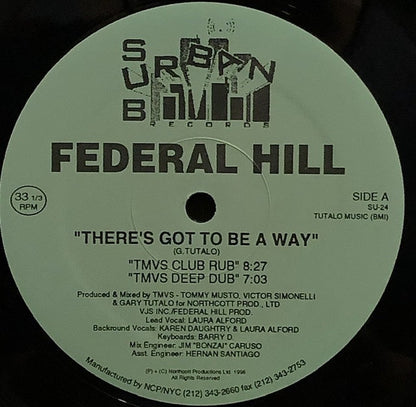 SUB URBAN
RECORDS
FEDERAL HILL
33 1/3
RPM
SIDE A
SU-24
TUTALO MUSIC (BMI)
"THERE'S GOT TO BE A WAY"
(G.TUTALO)
"TMVS CLUB RUB" 8:27
"TMVS DEEP DUB" 7:03
Produced & Mixed by TMVS - TOMMY MUSTO, VICTOR SIMONELLI
& GARY TUTALO for NORTHCOTT PROD., LTD
VJS INC./FEDERAL HILL PROD.
Lead Vocal: LAURA ALFORD
Backround Vocals: KAREN DAUGHTRY & LAURA ALFORD
Keyboards: BARRY D.
Mix Engineer: JIM "BONZAI" CARUSO
Asst. Engineer: HERNAN SANTIAGO
(P) + (C) Northcott Productions Ltd 1996
All Rights Reserved
Manufactured by NCP/NYC (212) 343-2660 fax (212) 343-2753